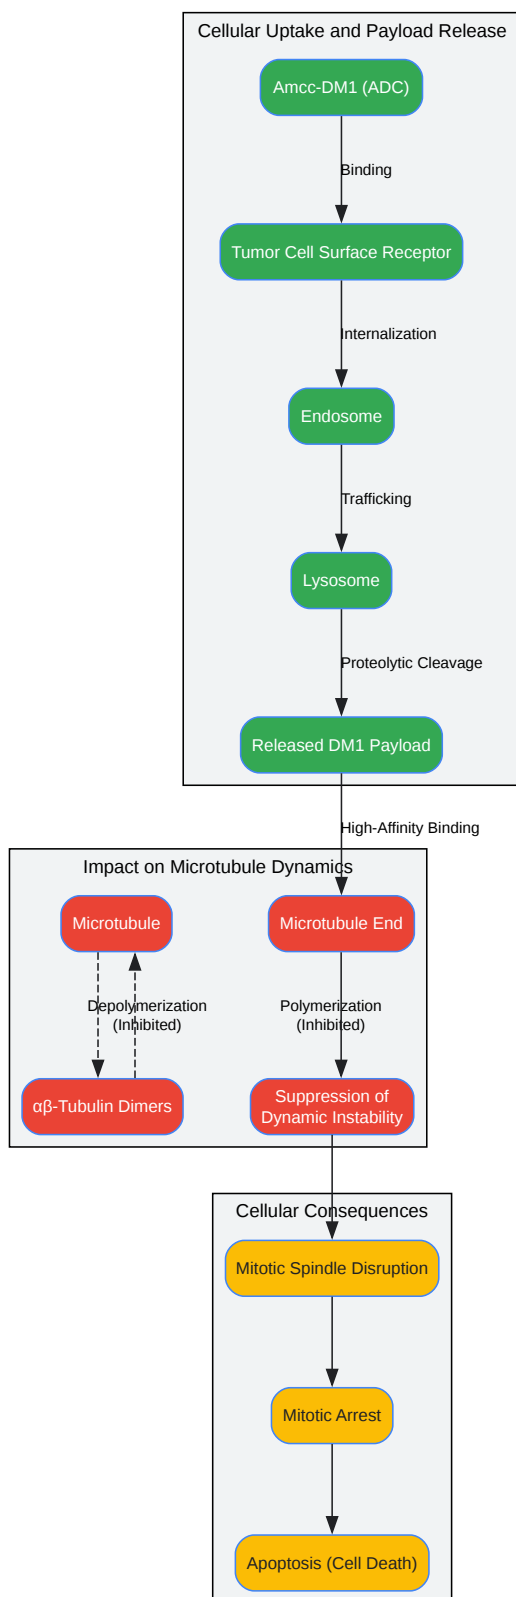 Cellular Uptake and Payload Release
Amcc-DM1 (ADC)
Binding
Tumor Cell Surface Receptor
Internalization
Endosome
Trafficking
Lysosome
Proteolytic Cleavage
Released DM1 Payload
High-Affinity Binding
Impact on Microtubule Dynamics
Microtubule
Microtubule End
Depolymerization
(Inhibited)
Polymerization
(Inhibited)
αβ-Tubulin Dimers
Suppression of
Dynamic Instability
Cellular Consequences
Mitotic Spindle Disruption
Mitotic Arrest
Apoptosis (Cell Death)